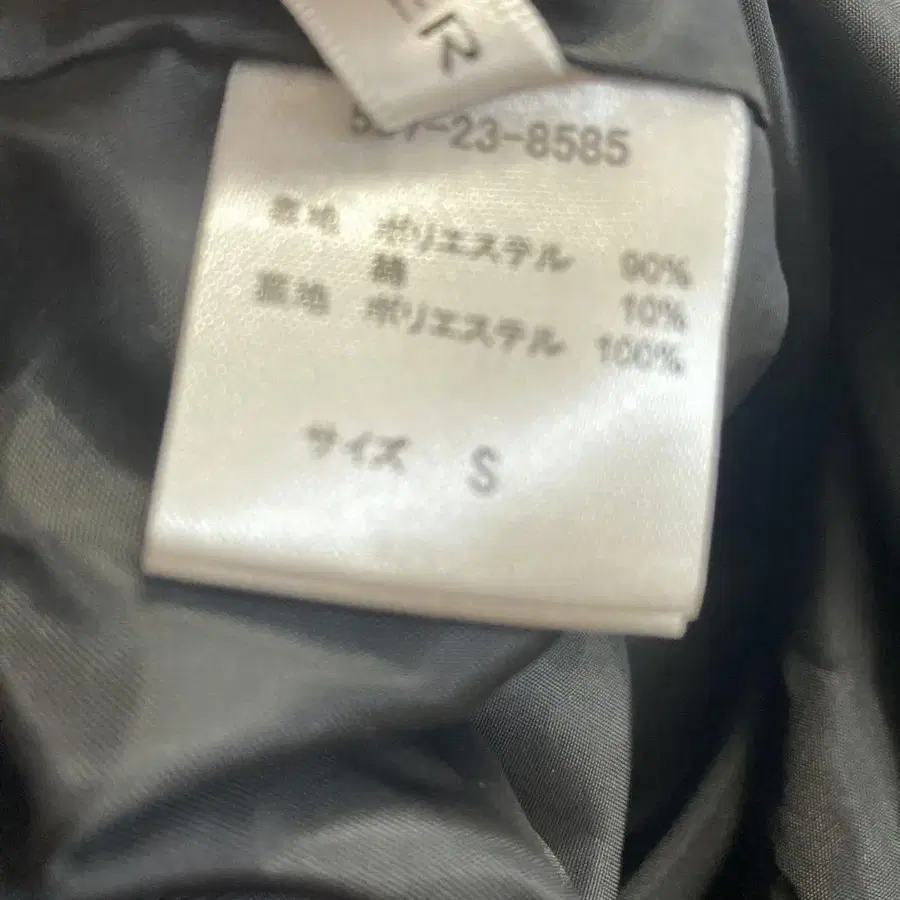 ER
-23-8585
表地 ポリエステル 90%
綿 10%
裏地 ポリエステル 100%
サイズ S